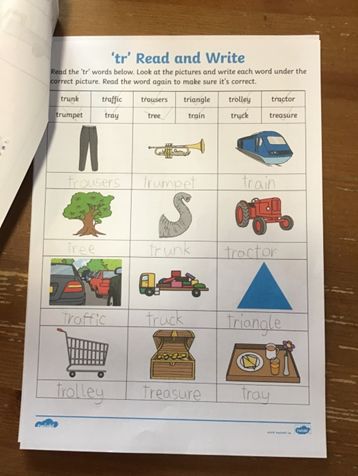 'tr' Read and Write
Read the 'tr' words below. Look at the pictures and write each word under the
correct picture. Read the word again to make sure it's correct.
trunk traffic trousers triangle trolley tractor
trumpet tray tree train truck treasure
trousers trumpet train
tree trunk tractor
traffic truck triangle
trolley treasure tray